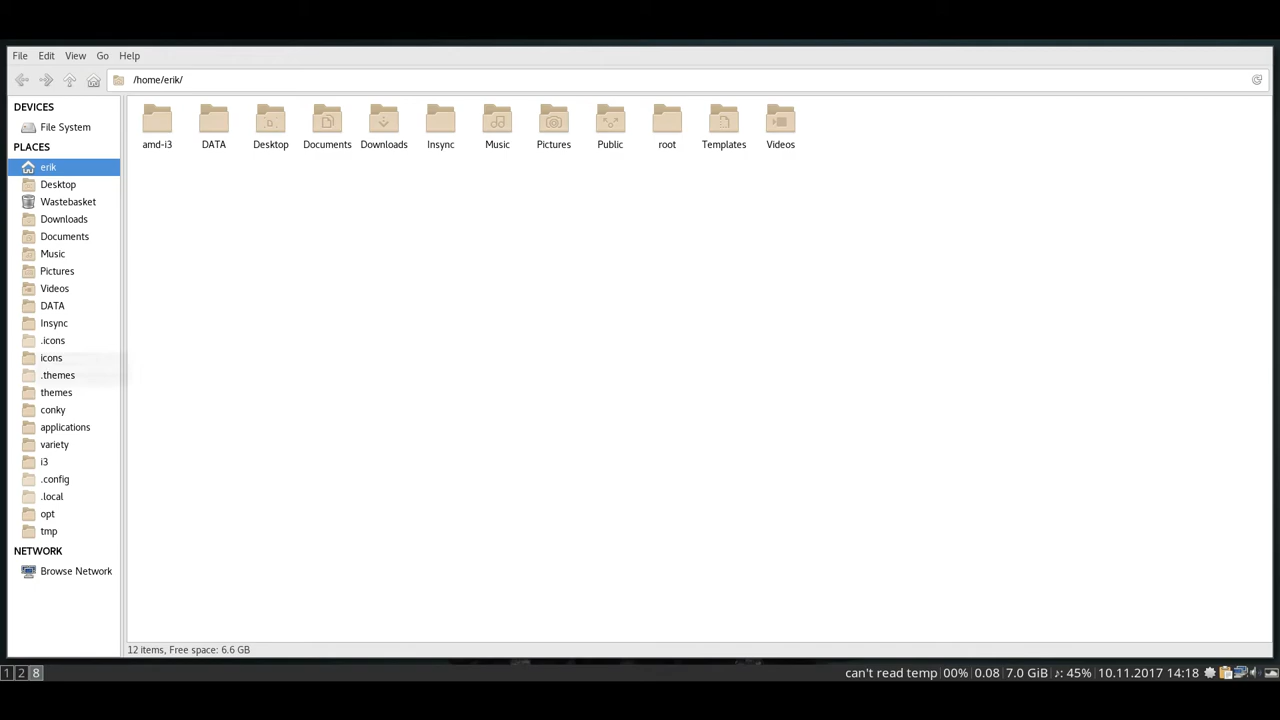 File Edit View Go Help
/home/erik/
DEVICES
File System
PLACES
erik
Desktop
Wastebasket
Downloads
Documents
Music
Pictures
Videos
DATA
Insync
.icons
icons
.themes
themes
conky
applications
variety
i3
.config
.local
opt
tmp
NETWORK
Browse Network
amd-i3 DATA Desktop Documents Downloads Insync Music Pictures Public root Templates Videos
12 items, Free space: 6.6 GB
1 2 8 can't read temp 00% 0.08 7.0 GiB ♪: 45% 10.11.2017 14:18